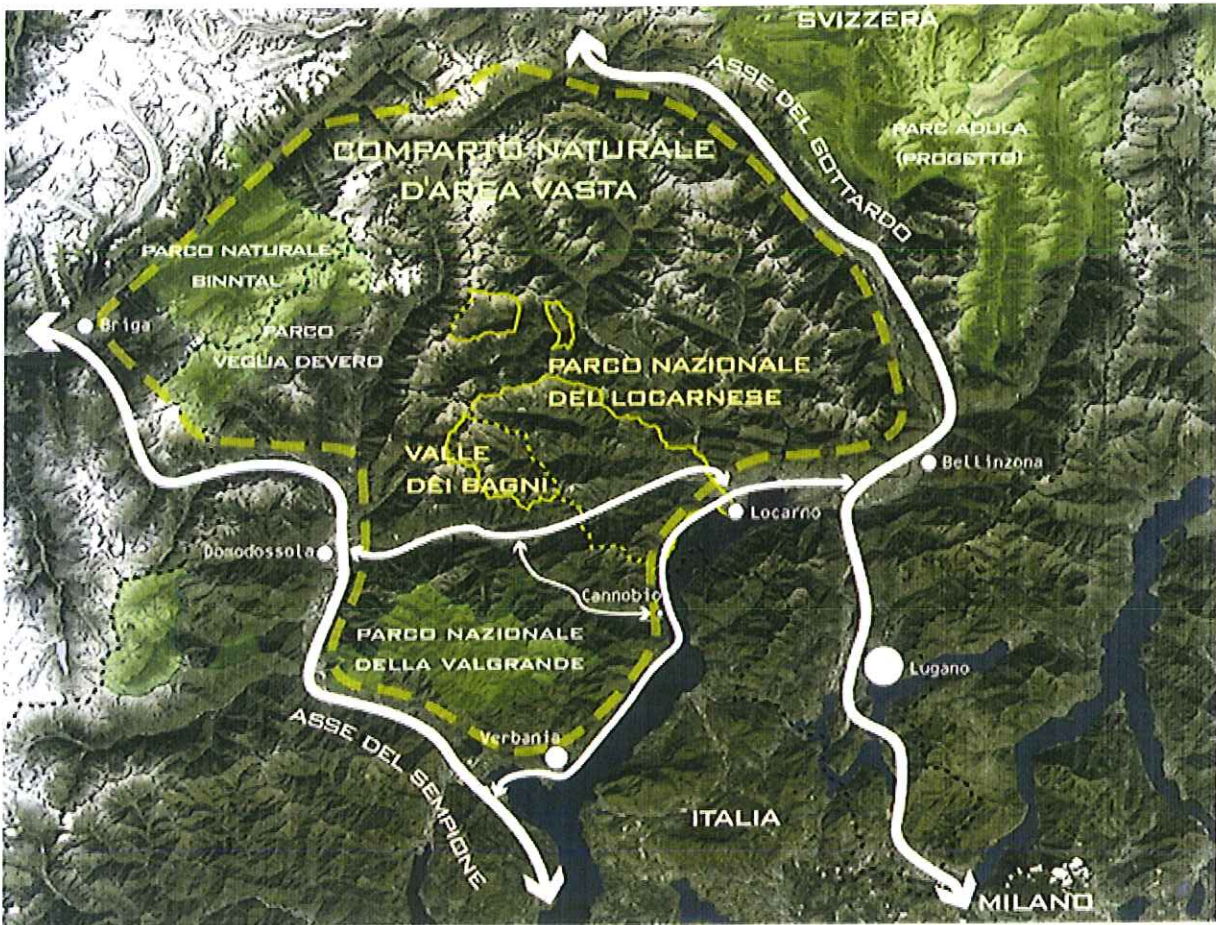 SVIZZERA
ASSE DEL GOTTARDO
PARC ADULA
(PROGETTO)
COMPARTO NATURALE
D'AREA VASTA
PARCO NATURALE
BINNTAL
Briga
PARCO
VEGLIA DEVERO
PARCO NAZIONALE
DEL LOCARNESE
VALLE
DEI BAGNI
Bellinzona
Locarno
Domodossola
Cannobio
PARCO NAZIONALE
DELLA VALGRANDE
Lugano
ASSE DEL SEMPIONE
Verbania
ITALIA
MILANO